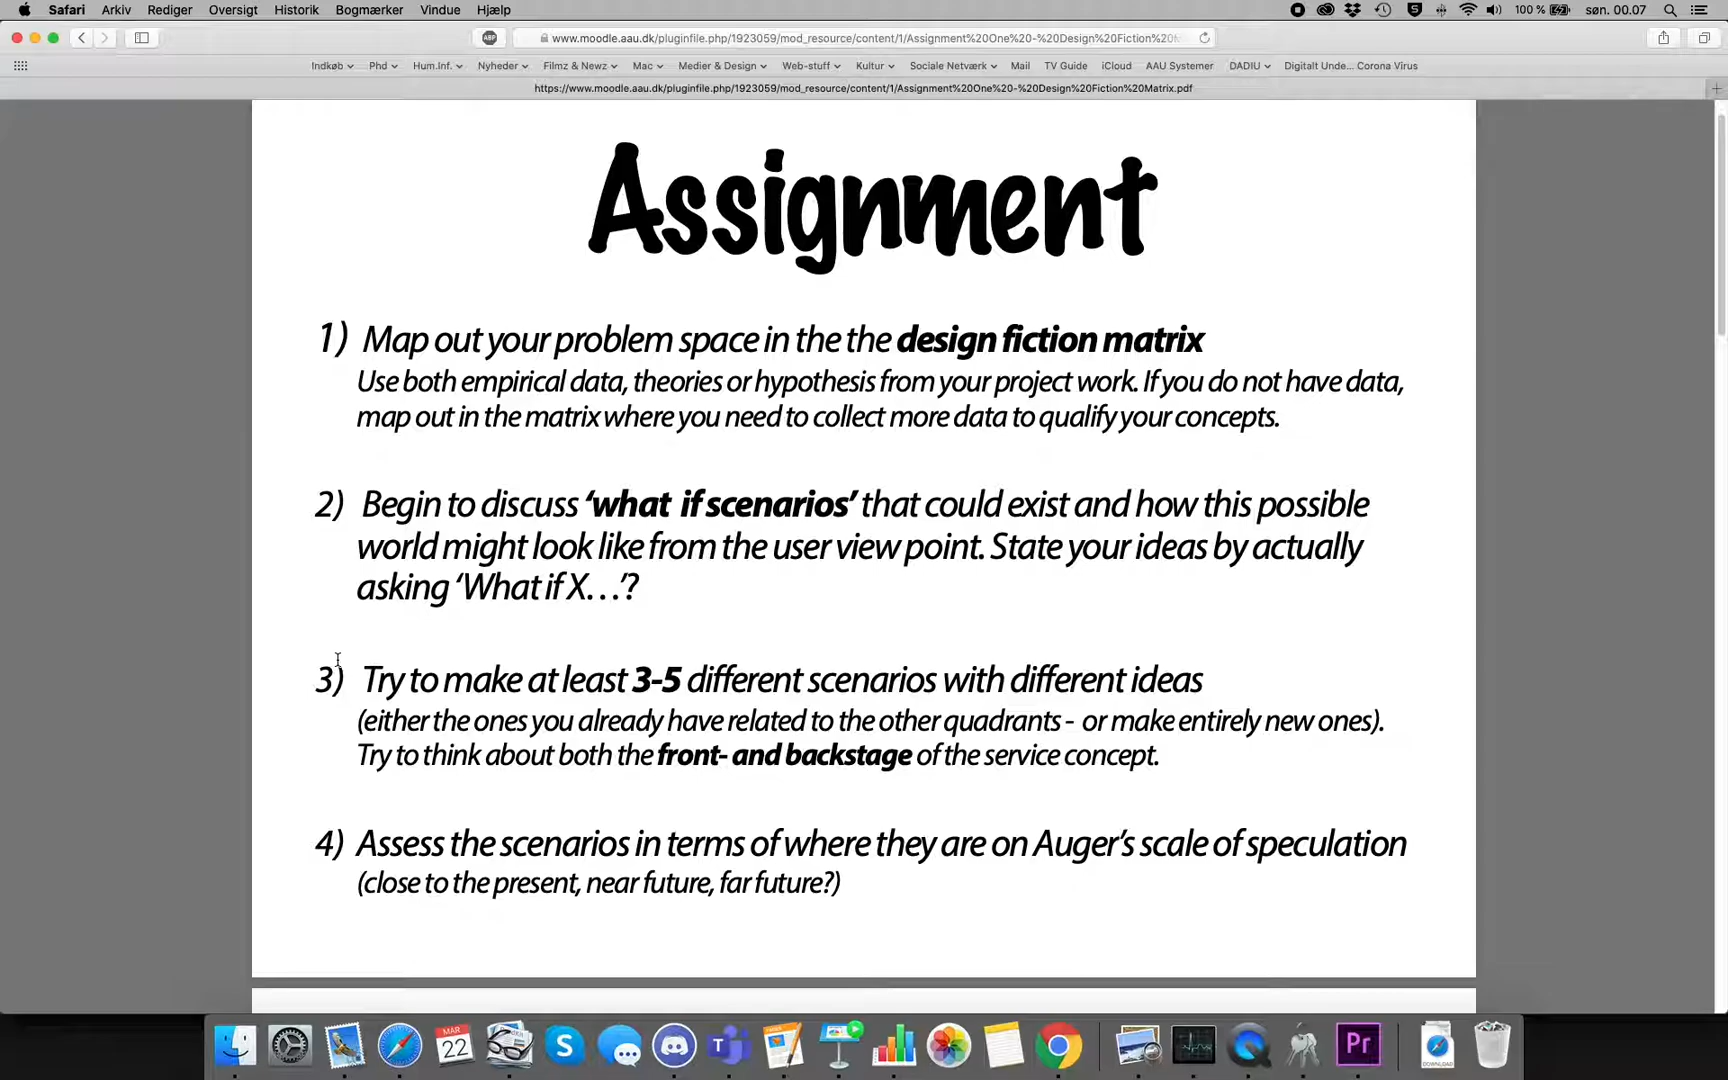 Safari Arkiv Rediger Oversigt Historik Bogmærker Vindue Hjælp 100 % søn. 00.07
ABP www.moodle.aau.dk/pluginfile.php/1923059/mod_resource/content/1/Assignment%20One%20-%20Design%20Fiction%20
Indkøb Phd Hum.Inf. Nyheder Filmz & Newz Mac Medier & Design Web-stuff Kultur Sociale Netværk Mail TV Guide iCloud AAU Systemer DADIU Digitalt Unde... Corona Virus
https://www.moodle.aau.dk/pluginfile.php/1923059/mod_resource/content/1/Assignment%20One%20-%20Design%20Fiction%20Matrix.pdf
Assignment
1) Map out your problem space in the the design fiction matrix
Use both empirical data, theories or hypothesis from your project work. If you do not have data,
map out in the matrix where you need to collect more data to qualify your concepts.
2) Begin to discuss ‘what if scenarios’ that could exist and how this possible
world might look like from the user view point. State your ideas by actually
asking ‘What if X…’?
3) Try to make at least 3-5 different scenarios with different ideas
(either the ones you already have related to the other quadrants - or make entirely new ones).
Try to think about both the front- and backstage of the service concept.
4) Assess the scenarios in terms of where they are on Auger’s scale of speculation
(close to the present, near future, far future?)
MAR
22
S
T
Pr
DOWNLOAD